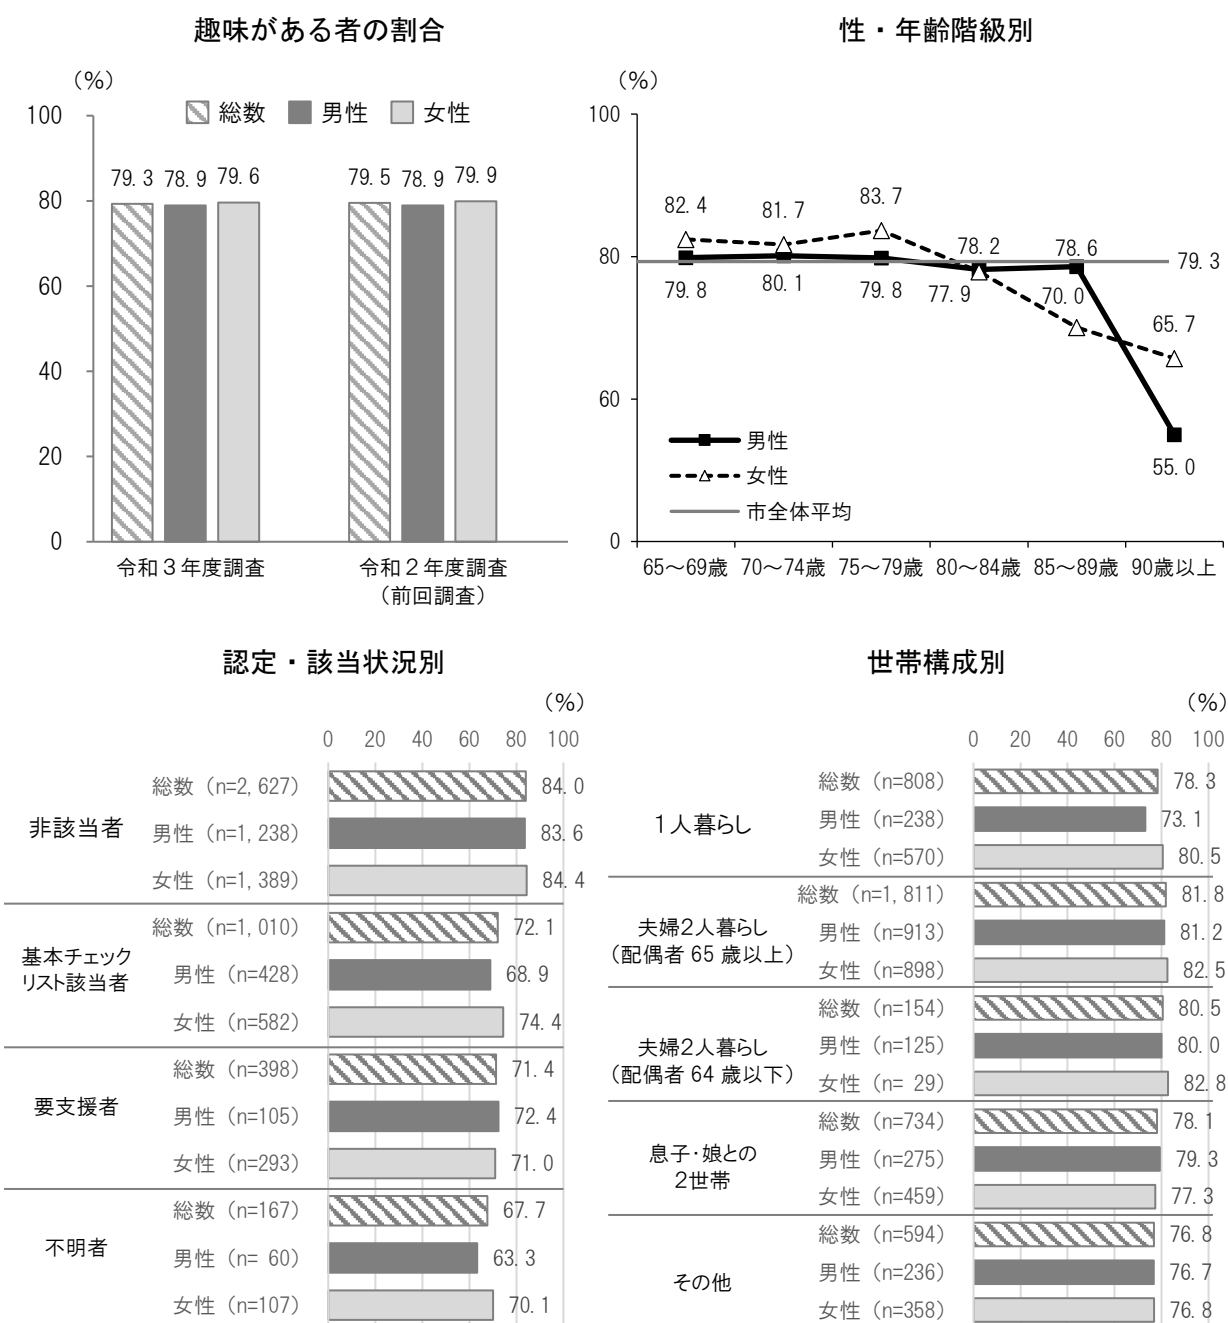 趣味がある者の割合
（%）
総数 男性 女性
100
80
60
40
20
0
79.3 78.9 79.6
79.5 78.9 79.9
令和３年度調査
令和２年度調査
（前回調査）
性・年齢階級別
（%）
100
80
60
0
82.4 81.7 83.7 78.2 78.6 79.3
79.8 80.1 79.8 77.9 70.0 65.7
55.0
男性
女性
市全体平均
65～69歳 70～74歳 75～79歳 80～84歳 85～89歳 90歳以上
認定・該当状況別
（%）
0 20 40 60 80 100
非該当者
総数（n=2,627） 84.0
男性（n=1,238） 83.6
女性（n=1,389） 84.4
基本チェック
リスト該当者
総数（n=1,010） 72.1
男性（n=428） 68.9
女性（n=582） 74.4
要支援者
総数（n=398） 71.4
男性（n=105） 72.4
女性（n=293） 71.0
不明者
総数（n=167） 67.7
男性（n= 60） 63.3
女性（n=107） 70.1
世帯構成別
（%）
0 20 40 60 80 100
１人暮らし
総数（n=808） 78.3
男性（n=238） 73.1
女性（n=570） 80.5
夫婦２人暮らし
（配偶者 65 歳以上）
総数（n=1,811） 81.8
男性（n=913） 81.2
女性（n=898） 82.5
夫婦２人暮らし
（配偶者 64 歳以下）
総数（n=154） 80.5
男性（n=125） 80.0
女性（n= 29） 82.8
息子・娘との
２世帯
総数（n=734） 78.1
男性（n=275） 79.3
女性（n=459） 77.3
その他
総数（n=594） 76.8
男性（n=236） 76.7
女性（n=358） 76.8